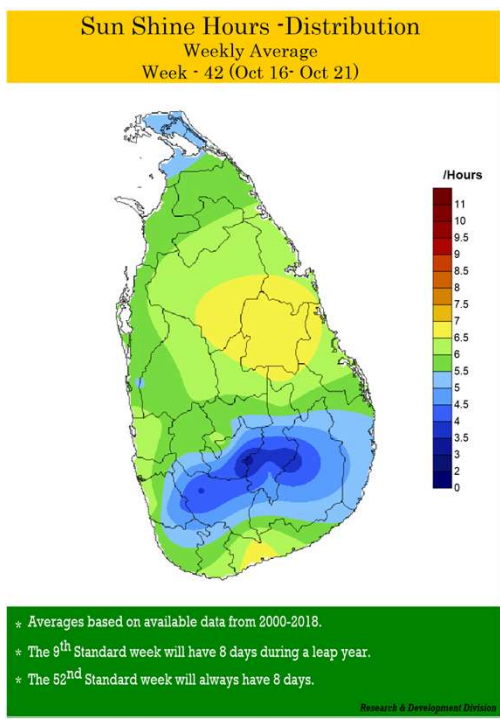 Sun Shine Hours -Distribution
Weekly Average
Week - 42 (Oct 16- Oct 21)
/Hours
11
10
9.5
9
8.5
8
7.5
7
6.5
6
5.5
5
4.5
4
3.5
3
2
0
* Averages based on available data from 2000-2018.
* The 9th Standard week will have 8 days during a leap year.
* The 52nd Standard week will always have 8 days.
Research & Development Division